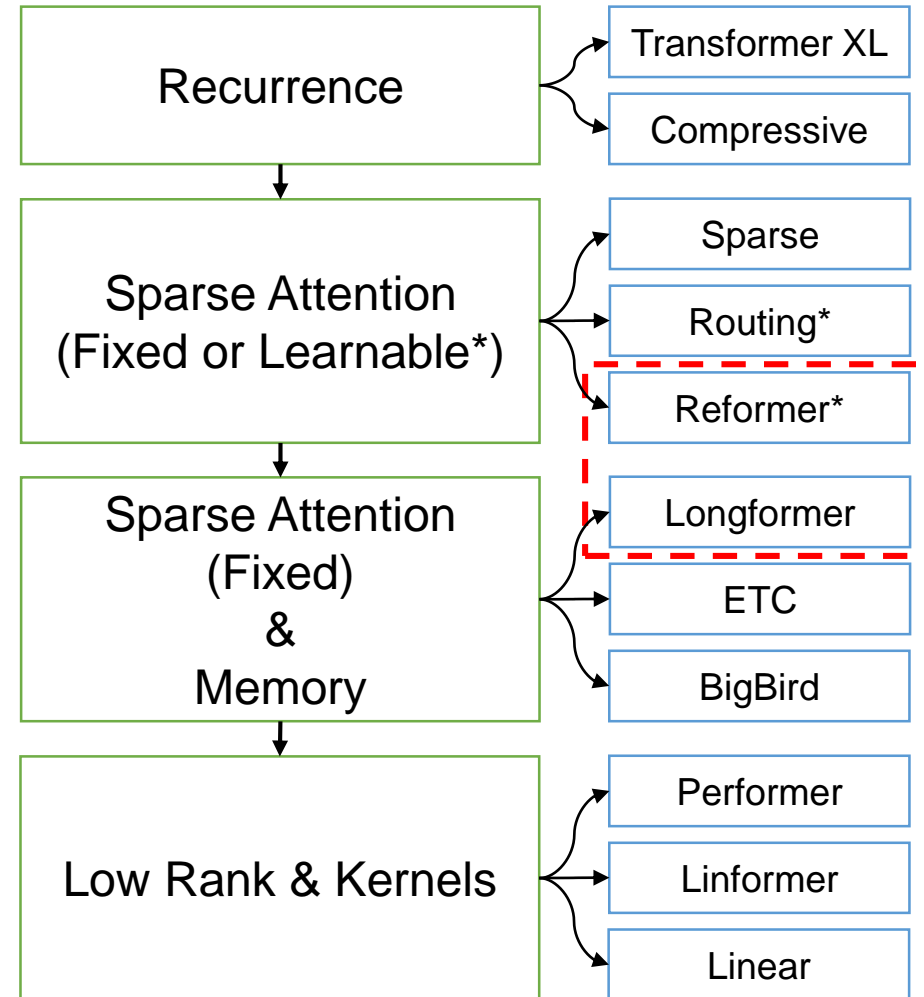 Recurrence
Transformer XL
Compressive
Sparse Attention
(Fixed or Learnable*)
Sparse
Routing*
Reformer*
Sparse Attention
(Fixed)
&
Memory
Longformer
ETC
BigBird
Low Rank & Kernels
Performer
Linformer
Linear